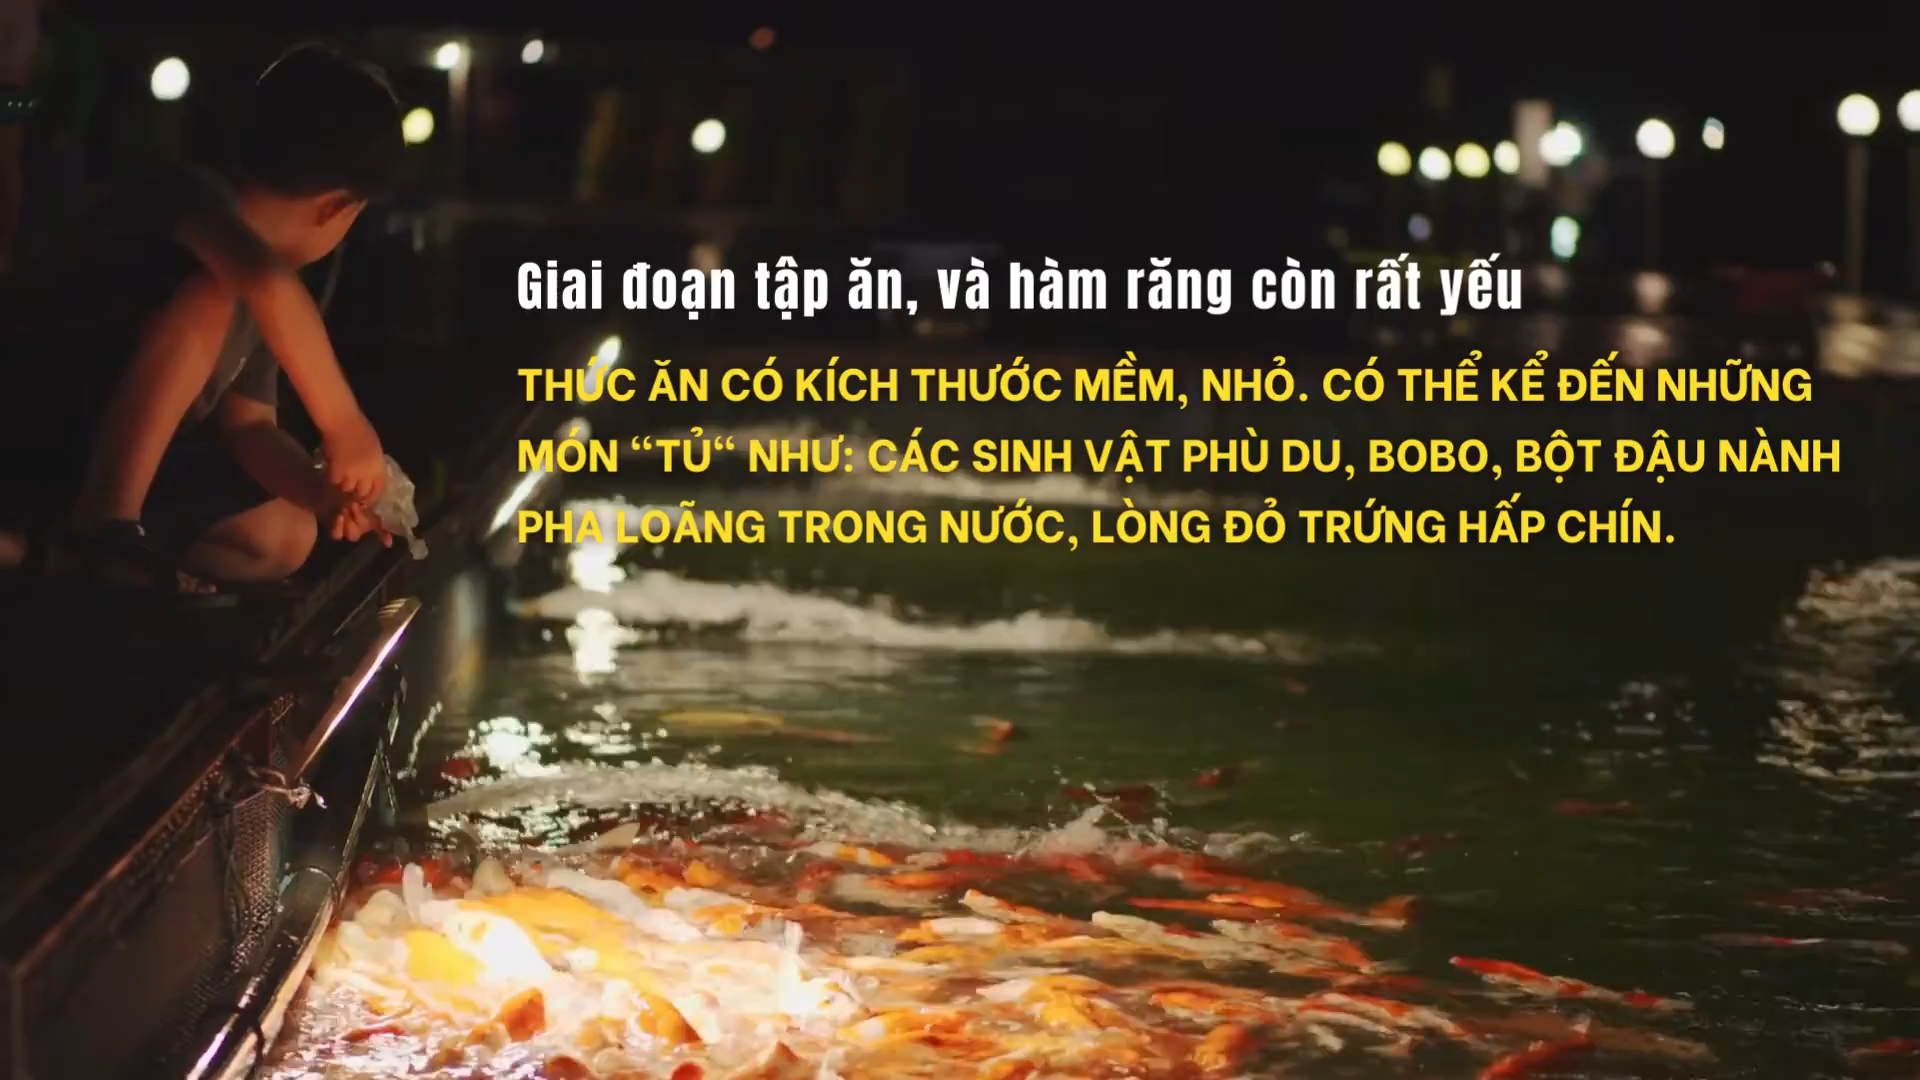 Giai đoạn tập ăn, và hàm răng còn rất yếu
THỨC ĂN CÓ KÍCH THƯỚC MỀM, NHỎ. CÓ THỂ KỂ ĐẾN NHỮNG
MÓN “TỦ“ NHƯ: CÁC SINH VẬT PHÙ DU, BOBO, BỘT ĐẬU NÀNH
PHA LOÃNG TRONG NƯỚC, LÒNG ĐỎ TRỨNG HẤP CHÍN.